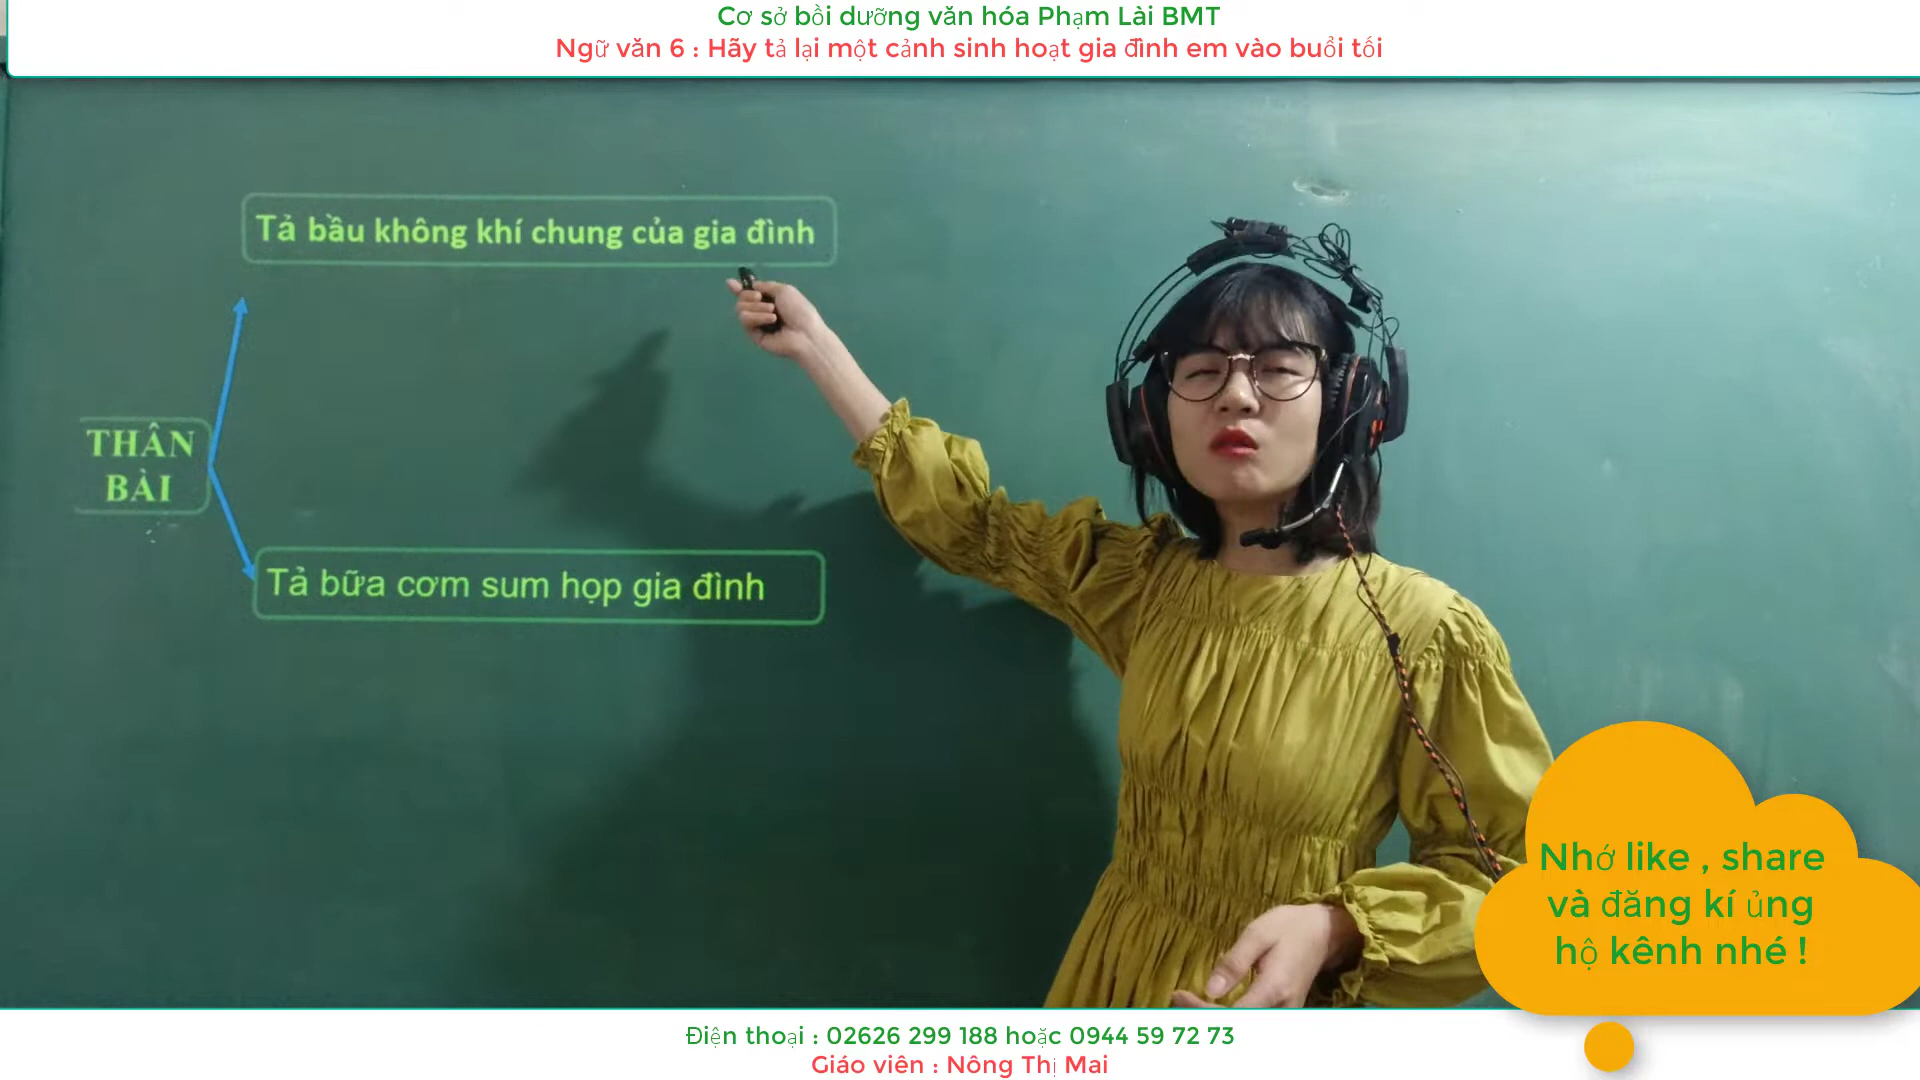 Cơ sở bồi dưỡng văn hóa Phạm Lài BMT
Ngữ văn 6 : Hãy tả lại một cảnh sinh hoạt gia đình em vào buổi tối
Tả bầu không khí chung của gia đình
THÂN
BÀI
Tả bữa cơm sum họp gia đình
Nhớ like , share
và đăng kí ủng
hộ kênh nhé !
Điện thoại : 02626 299 188 hoặc 0944 59 72 73
Giáo viên : Nông Thị Mai